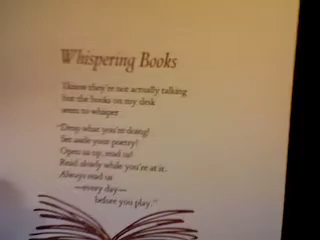 Whispering Books
I know they're not actually talking
but the books on my desk
seem to whisper
"Drop what you're doing!
Set aside your poetry!
Open us up, read us!
Read slowly while you're at it.
Always read us
—every day—
before you play."